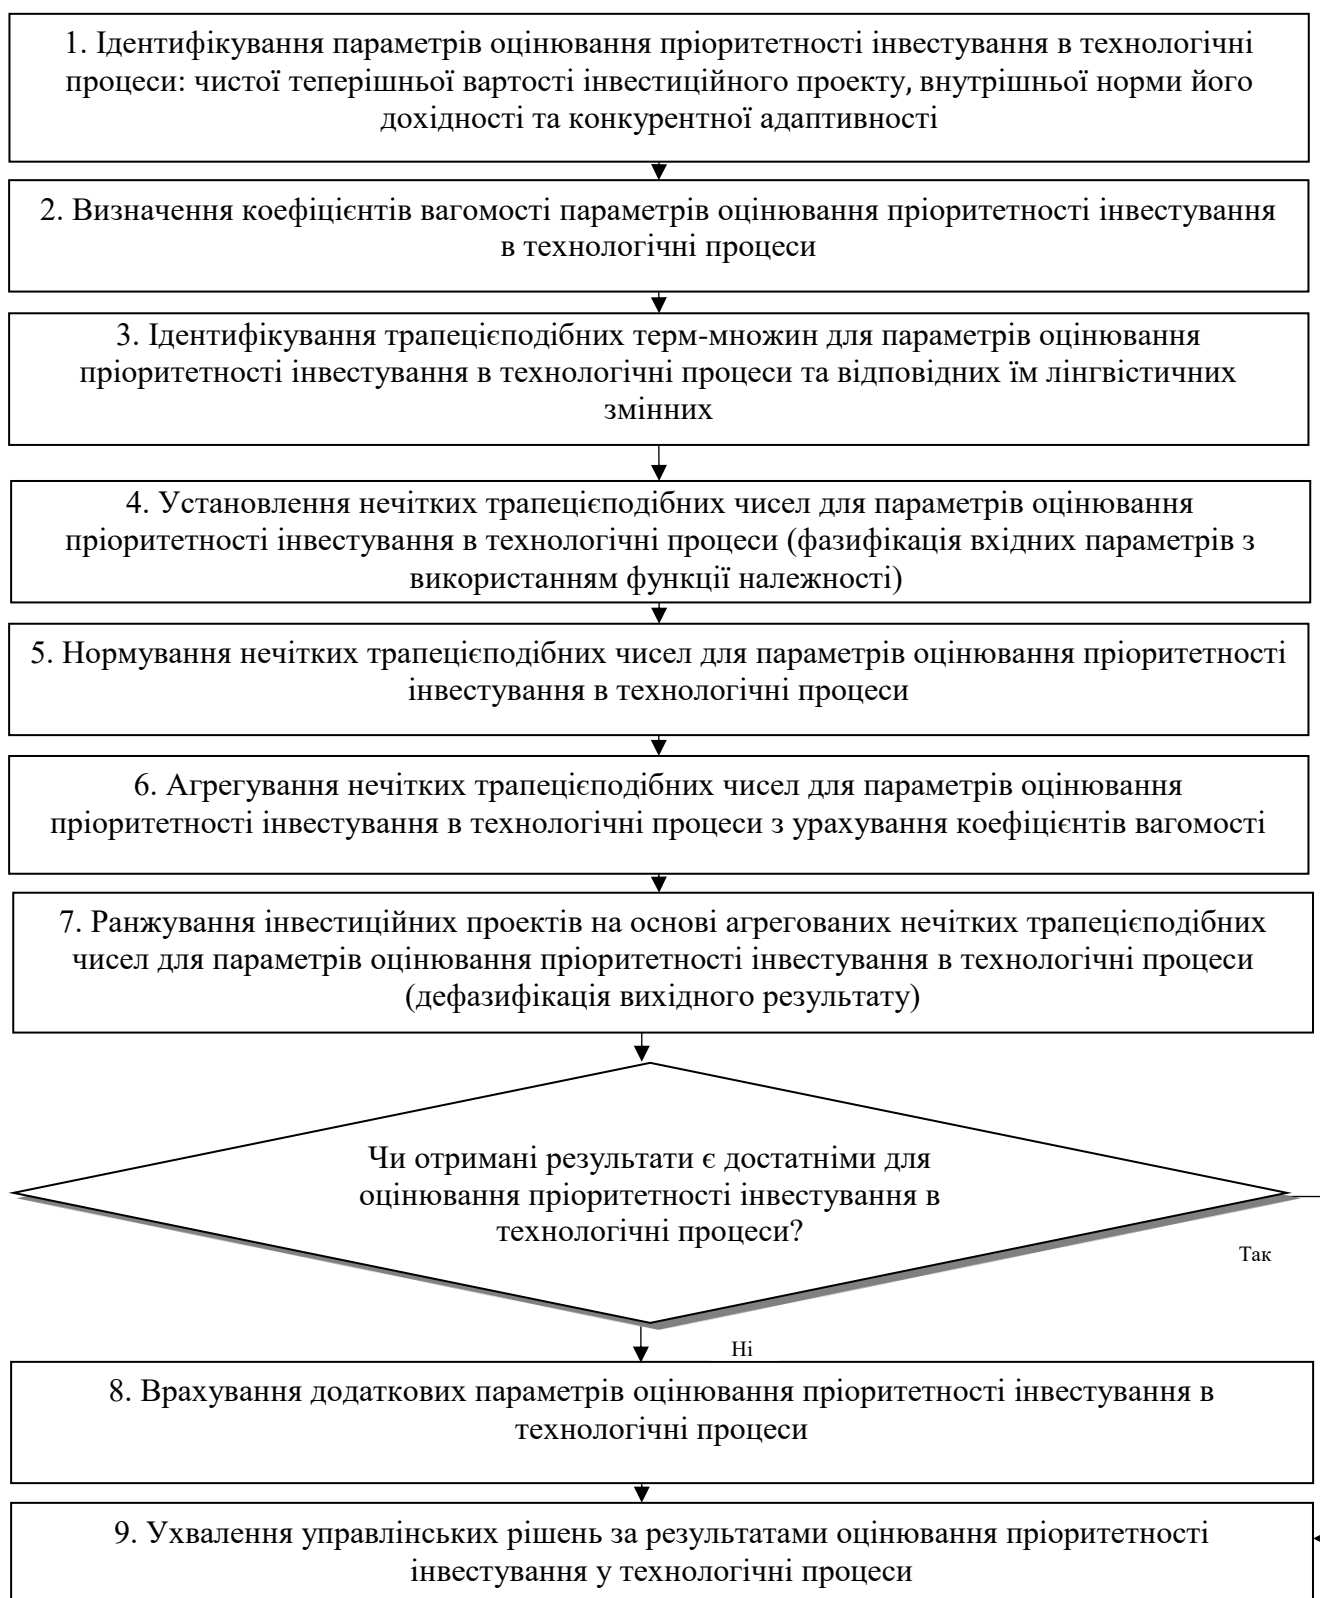 1. Ідентифікування параметрів оцінювання пріоритетності інвестування в технологічні
процеси: чистої теперішньої вартості інвестиційного проекту, внутрішньої норми його
дохідності та конкурентної адаптивності
2. Визначення коефіцієнтів вагомості параметрів оцінювання пріоритетності інвестування
в технологічні процеси
3. Ідентифікування трапецієподібних терм-множин для параметрів оцінювання
пріоритетності інвестування в технологічні процеси та відповідних їм лінгвістичних
змінних
4. Установлення нечітких трапецієподібних чисел для параметрів оцінювання
пріоритетності інвестування в технологічні процеси (фазифікація вхідних параметрів з
використанням функції належності)
5. Нормування нечітких трапецієподібних чисел для параметрів оцінювання пріоритетності
інвестування в технологічні процеси
6. Агрегування нечітких трапецієподібних чисел для параметрів оцінювання
пріоритетності інвестування в технологічні процеси з урахування коефіцієнтів вагомості
7. Ранжування інвестиційних проектів на основі агрегованих нечітких трапецієподібних
чисел для параметрів оцінювання пріоритетності інвестування в технологічні процеси
(дефазифікація вихідного результату)
Чи отримані результати є достатніми для
оцінювання пріоритетності інвестування в
технологічні процеси?
Так
Ні
8. Врахування додаткових параметрів оцінювання пріоритетності інвестування в
технологічні процеси
9. Ухвалення управлінських рішень за результатами оцінювання пріоритетності
інвестування у технологічні процеси